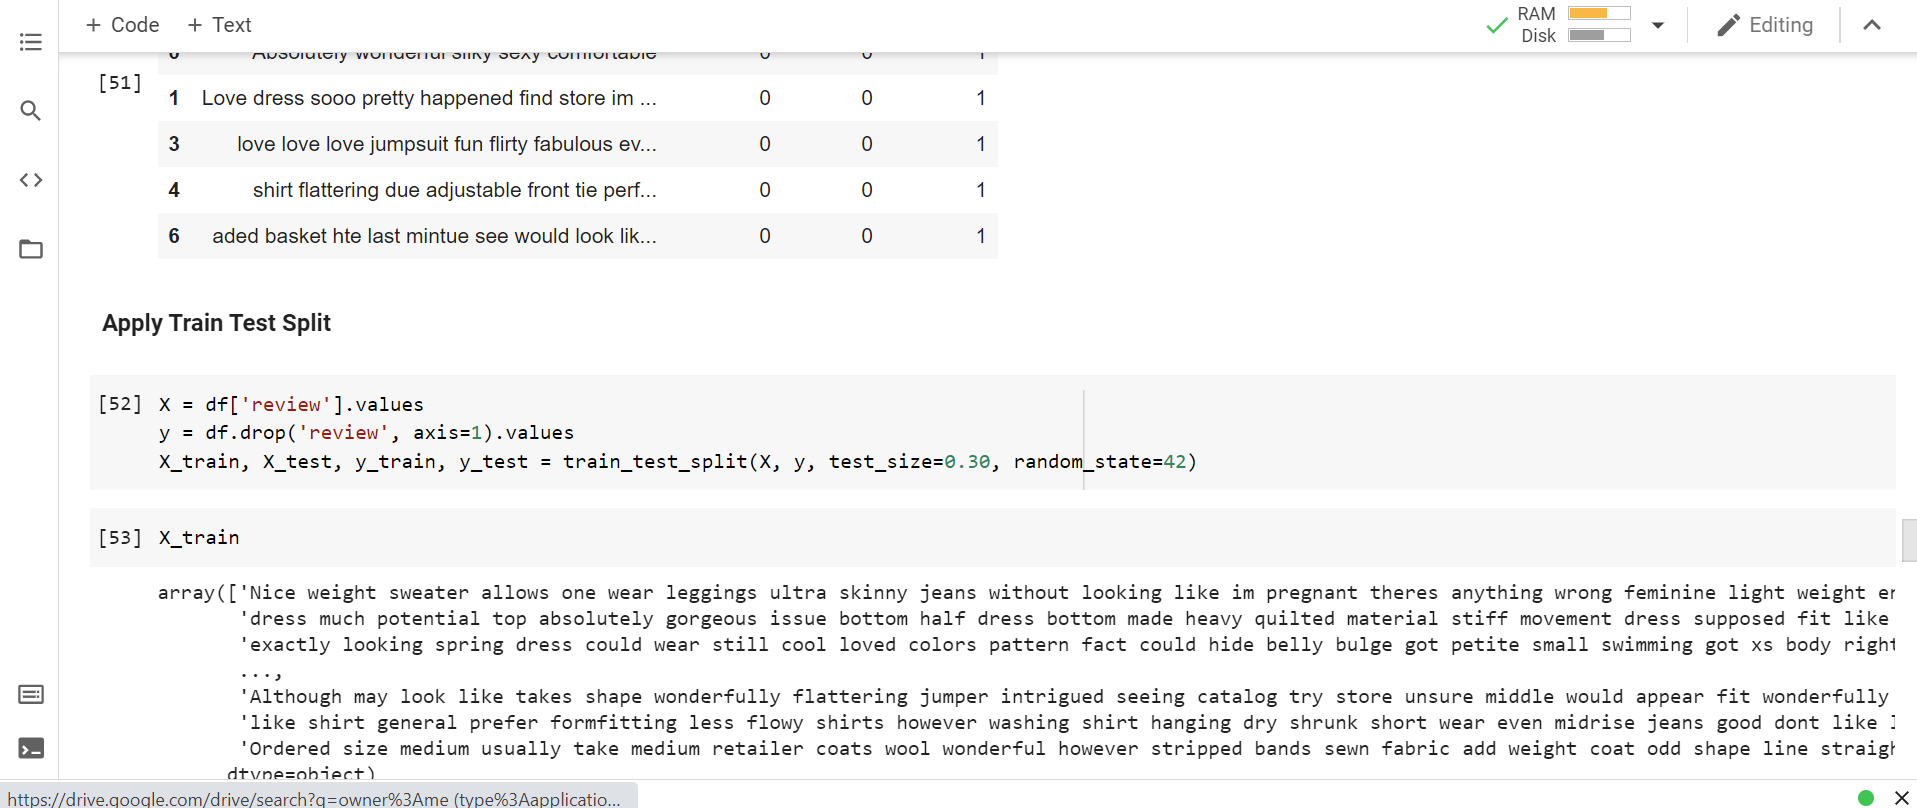 + Code + Text
RAM
Disk
Editing
0 Absolutely wonderful silky sexy comfortable 0 0 1
[51]
1 Love dress sooo pretty happened find store im ... 0 0 1
3 love love love jumpsuit fun flirty fabulous ev... 0 0 1
4 shirt flattering due adjustable front tie perf... 0 0 1
6 aded basket hte last mintue see would look lik... 0 0 1
Apply Train Test Split
[52] X = df['review'].values
y = df.drop('review', axis=1).values
X_train, X_test, y_train, y_test = train_test_split(X, y, test_size=0.30, random_state=42)
[53] X_train
array(['Nice weight sweater allows one wear leggings ultra skinny jeans without looking like im pregnant theres anything wrong feminine light weight
'dress much potential top absolutely gorgeous issue bottom half dress bottom made heavy quilted material stiff movement dress supposed fit like
'exactly looking spring dress could wear still cool loved colors pattern fact could hide belly bulge got petite small swimming got xs body right
...,
'Although may look like takes shape wonderfully flattering jumper intrigued seeing catalog try store unsure middle would appear fit wonderfully
'like shirt general prefer formfitting less flowy shirts however washing shirt hanging dry shrunk short wear even midrise jeans good dont like
'Ordered size medium usually take medium retailer coats wool wonderful however stripped bands sewn fabric add weight coat odd shape line
dtype=object)
https://drive.google.com/drive/search?q=owner%3Ame (type%3Aapplicatio...